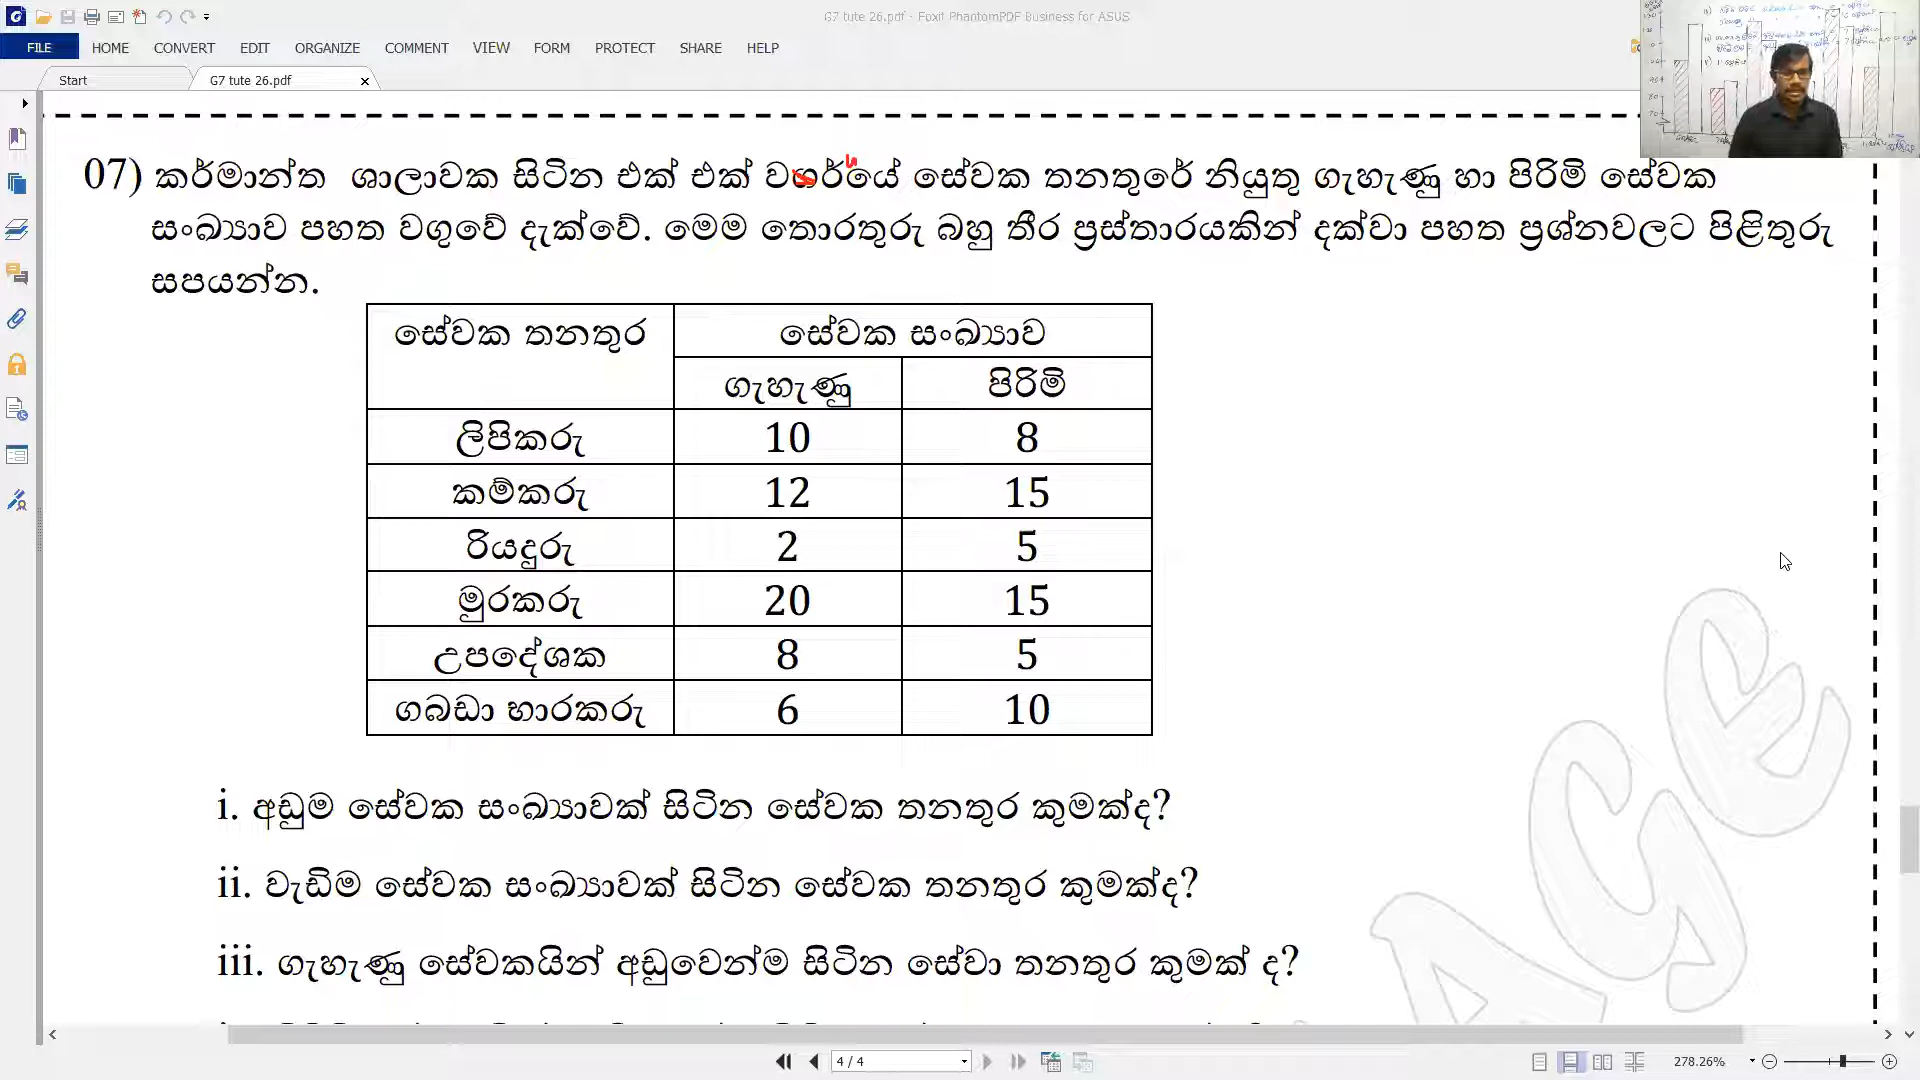 G7 tute 26.pdf - Foxit PhantomPDF Business for ASUS
FILE HOME CONVERT EDIT ORGANIZE COMMENT VIEW FORM PROTECT SHARE HELP
Start G7 tute 26.pdf
07) කර්මාන්ත ශාලාවක සිටින එක් එක් වගර්යේ සේවක තනතුරේ නියුතු ගැහැණු හා පිරිමි සේවක
සංඛ්‍යාව පහත වගුවේ දැක්වේ. මෙම තොරතුරු බහු තීර ප්‍රස්තාරයකින් දක්වා පහත ප්‍රශ්නවලට පිළිතුරු
සපයන්න.
සේවක තනතුර සේවක සංඛ්‍යාව
ගැහැණු පිරිමි
ලිපිකරු 10 8
කම්කරු 12 15
රියදුරු 2 5
මුරකරු 20 15
උපදේශක 8 5
ගබඩා භාරකරු 6 10
i. අඩුම සේවක සංඛ්‍යාවක් සිටින සේවක තනතුර කුමක්ද?
ii. වැඩිම සේවක සංඛ්‍යාවක් සිටින සේවක තනතුර කුමක්ද?
iii. ගැහැණු සේවකයින් අඩුවෙන්ම සිටින සේවා තනතුර කුමක් ද?
AGe
4 / 4
278.26%